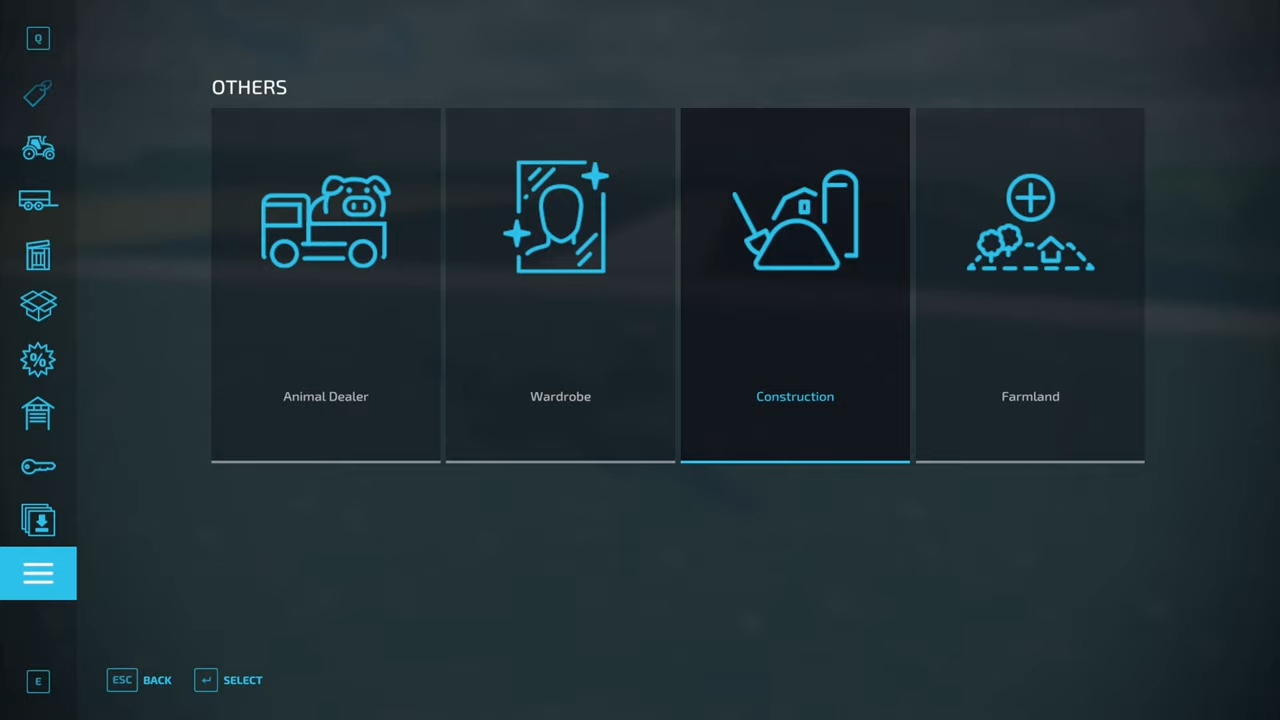 Q
OTHERS
%
Animal Dealer
Wardrobe
Construction
Farmland
E
ESC BACK
SELECT